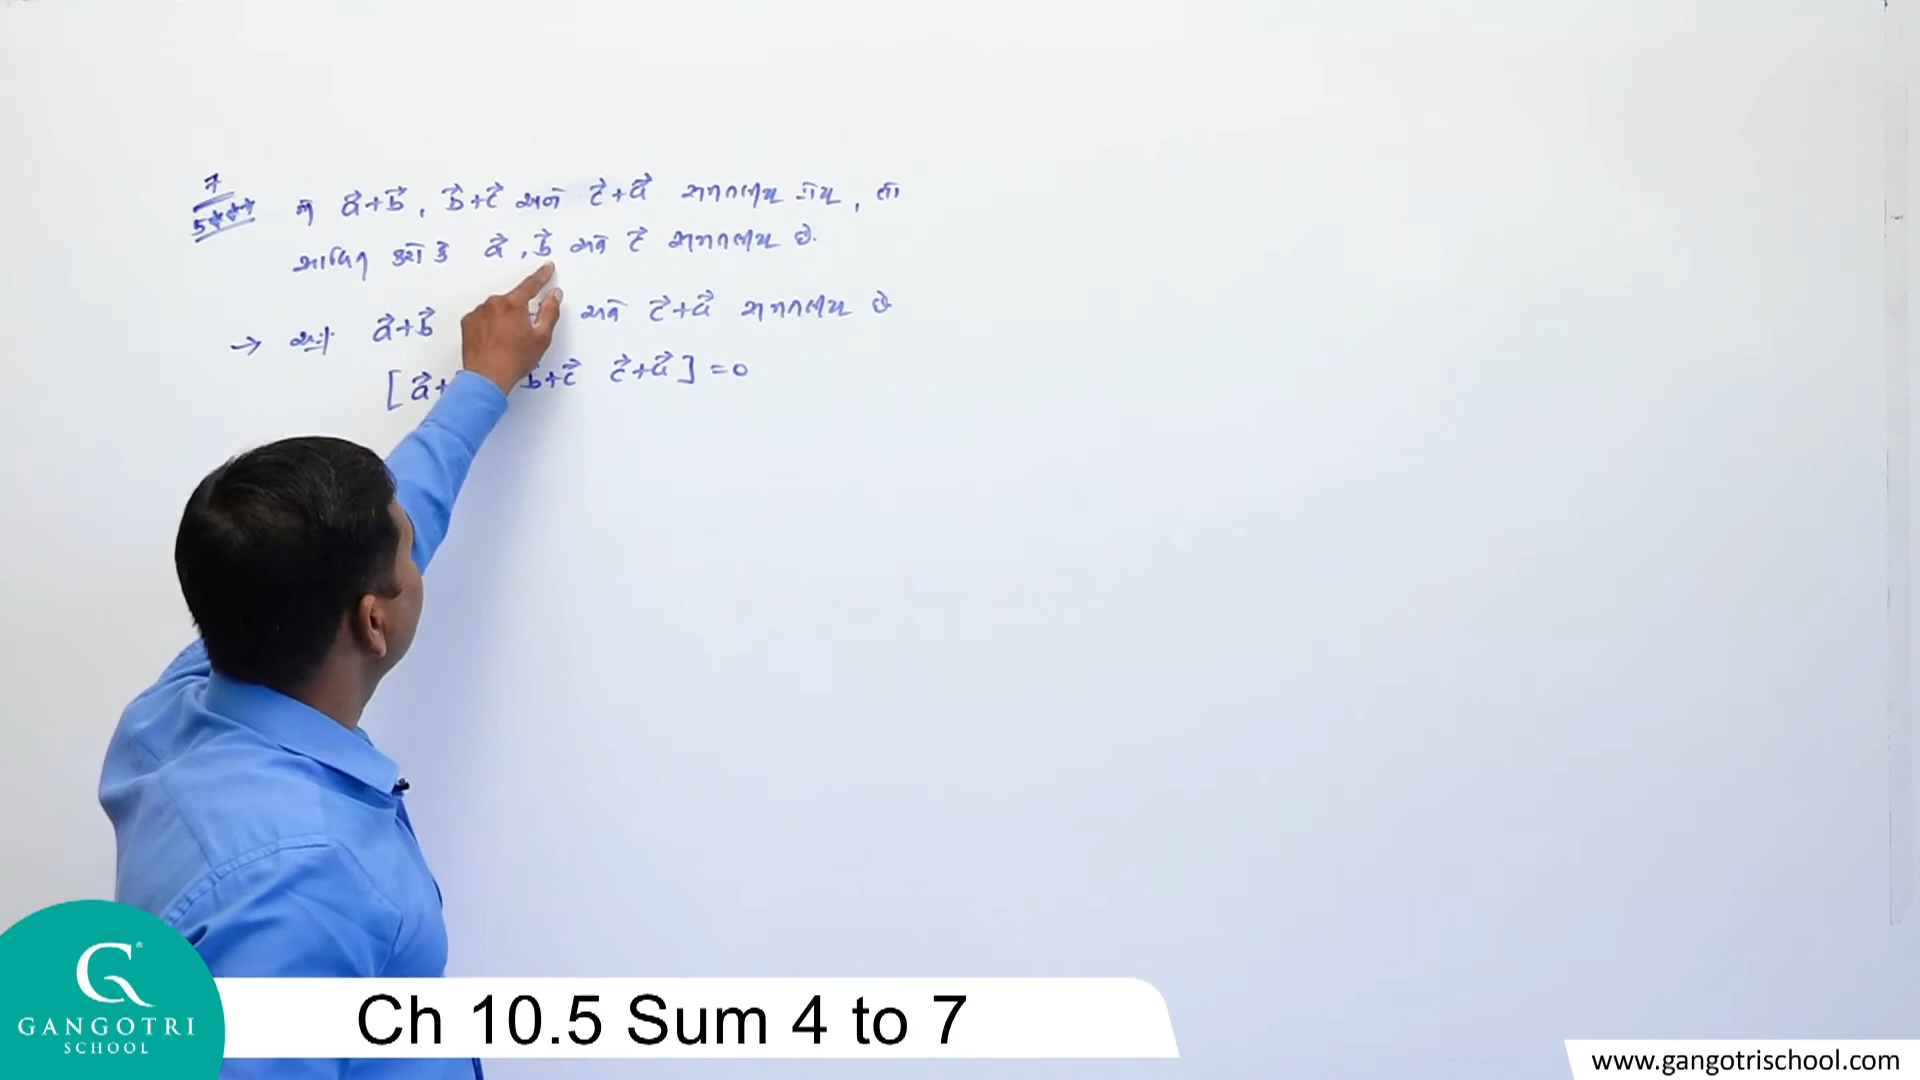 7
5***
જો a⃗+b⃗, b⃗+c⃗ અને c⃗+a⃗ સમતલીય હોય, તો
સાબિત કરો કે a⃗, b⃗ અને c⃗ સમતલીય છે.
→ અહીં a⃗+b⃗ અને c⃗+a⃗ સમતલીય છે
[a⃗+ b+c⃗ c⃗+a⃗] = 0
GANGOTRI
SCHOOL
Ch 10.5 Sum 4 to 7
www.gangotrischool.com